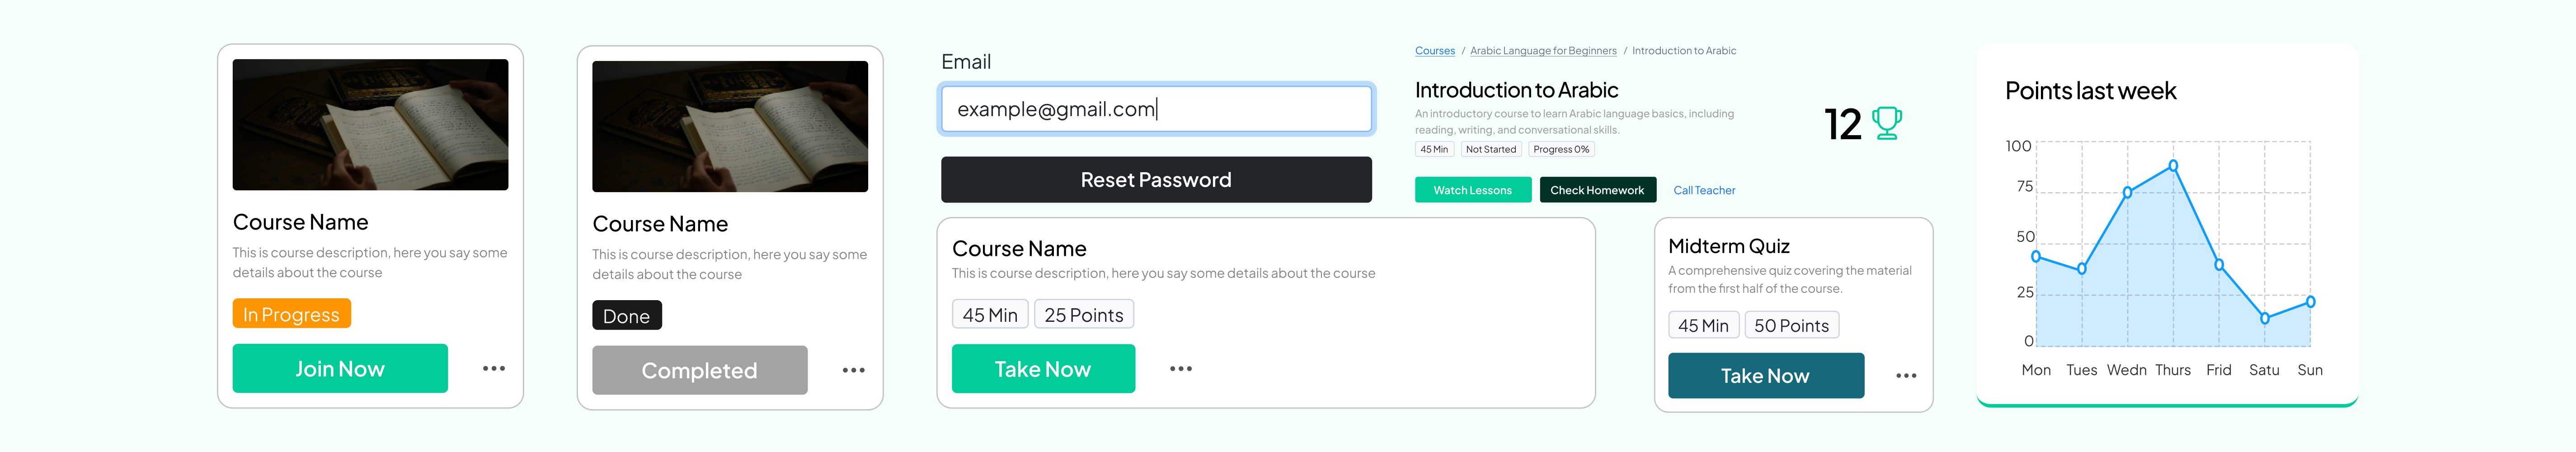 Course Name
This is course description, here you say some
details about the course
In Progress
Join Now
Course Name
This is course description, here you say some
details about the course
Done
Completed
Email
example@gmail.com
Reset Password
Courses / Arabic Language for Beginners / Introduction to Arabic
Introduction to Arabic
An introductory course to learn Arabic language basics, including
reading, writing, and conversational skills.
45 Min Not Started Progress 0%
12
Watch Lessons Check Homework Call Teacher
Course Name
This is course description, here you say some details about the course
45 Min 25 Points
Take Now
Midterm Quiz
A comprehensive quiz covering the material
from the first half of the course.
45 Min 50 Points
Take Now
Points last week
100
75
50
25
0
Mon Tues Wedn Thurs Frid Satu Sun